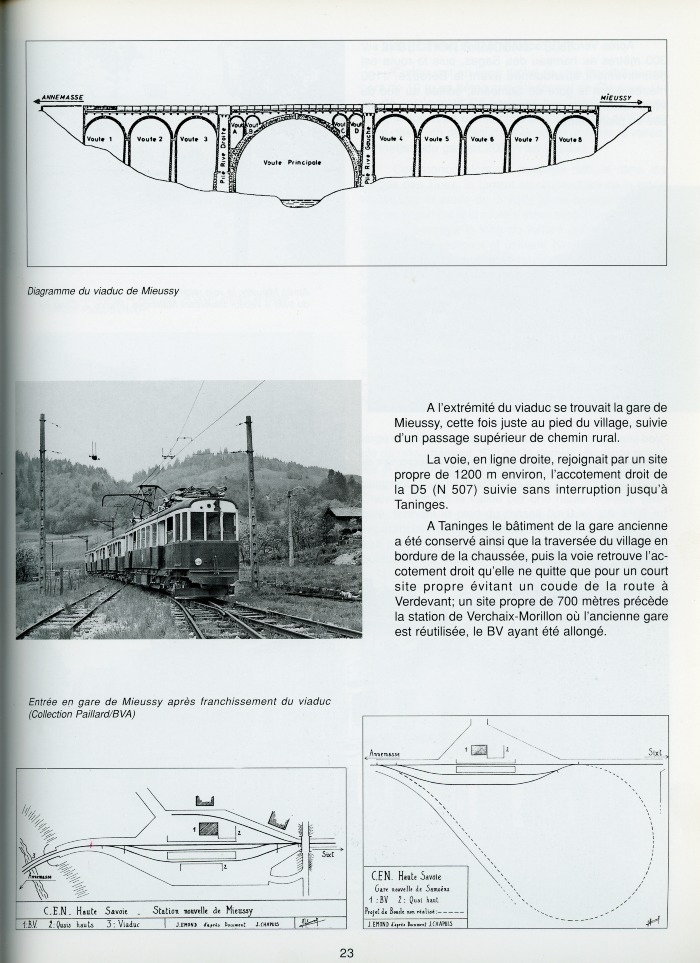 ANNEMASSE
MIEUSSY
Voute 1
Voute 2
Voute 3
Pile Rive Droite
Vout A
Vout B
Voute Principale
Vout C
Vout D
Pile Rive Gauche
Voute 4
Voute 5
Voute 6
Voute 7
Voute 8
Diagramme du viaduc de Mieussy
A l'extrémité du viaduc se trouvait la gare de
Mieussy, cette fois juste au pied du village, suivie
d'un passage supérieur de chemin rural.
La voie, en ligne droite, rejoignait par un site
propre de 1200 m environ, l'accotement droit de
la D5 (N 507) suivie sans interruption jusqu'à
Taninges.
A Taninges le bâtiment de la gare ancienne
a été conservé ainsi que la traversée du village en
bordure de la chaussée, puis la voie retrouve l'ac-
cotement droit qu'elle ne quitte que pour un court
site propre évitant un coude de la route à
Verdevant; un site propre de 700 mètres précède
la station de Verchaix-Morillon où l'ancienne gare
est réutilisée, le BV ayant été allongé.
Entrée en gare de Mieussy après franchissement du viaduc
(Collection Paillard/BVA)
1
2
3
Annemasse
Sixt
C.E.N. Haute Savoie _ Station nouvelle de Mieussy
1:B.V. 2: Quais hauts 3: Viaduc
J.EMOND d'après Document J.CHAPUIS
Annemasse
Sixt
1
2
C.E.N. Haute Savoie
Gare nouvelle de Samoëns
1: BV 2: Quai haut
Projet de Boucle non réalisé: -----
J.EMOND d'après Document J.CHAPUIS
23